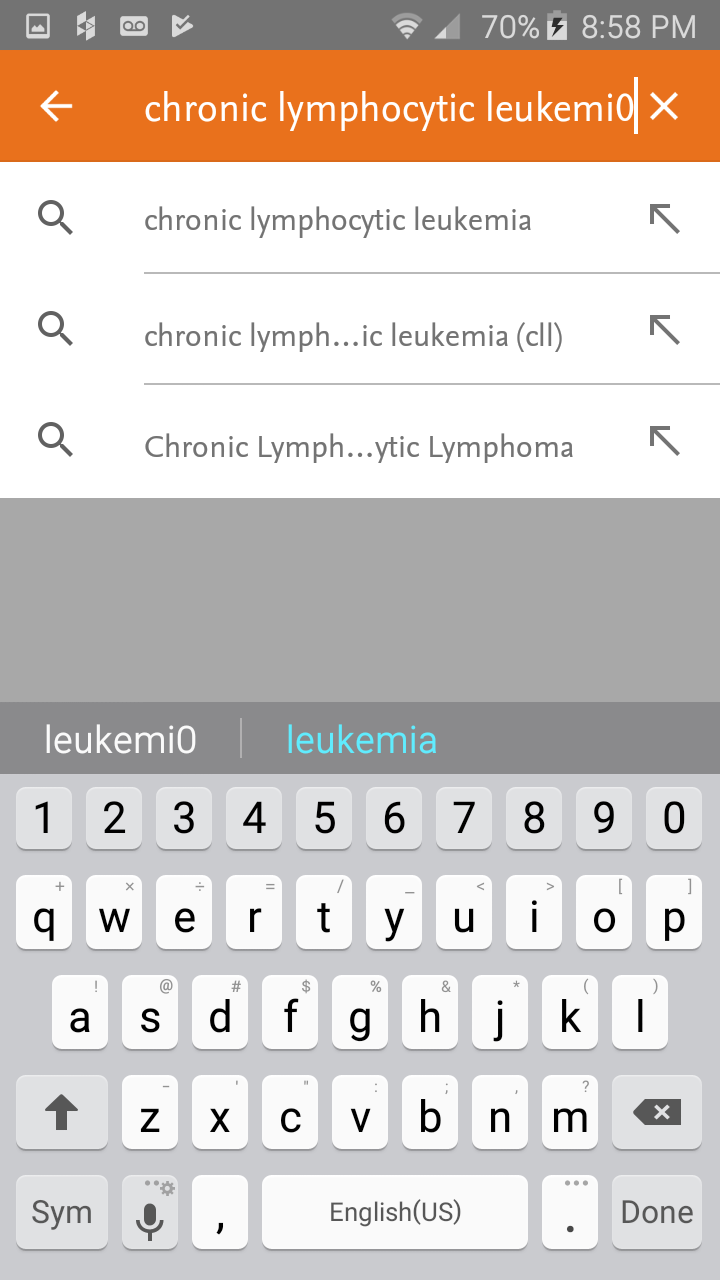 70% 8:58 PM
chronic lymphocytic leukemi0
chronic lymphocytic leukemia
chronic lymph...ic leukemia (cll)
Chronic Lymph...ytic Lymphoma
leukemi0 leukemia
1 2 3 4 5 6 7 8 9 0
+ × ÷ = / _ < > [ ]
q w e r t y u i o p
! @ # $ % & * ( )
a s d f g h j k l
- ' " : ; , ?
z x c v b n m
Sym , English(US) . Done